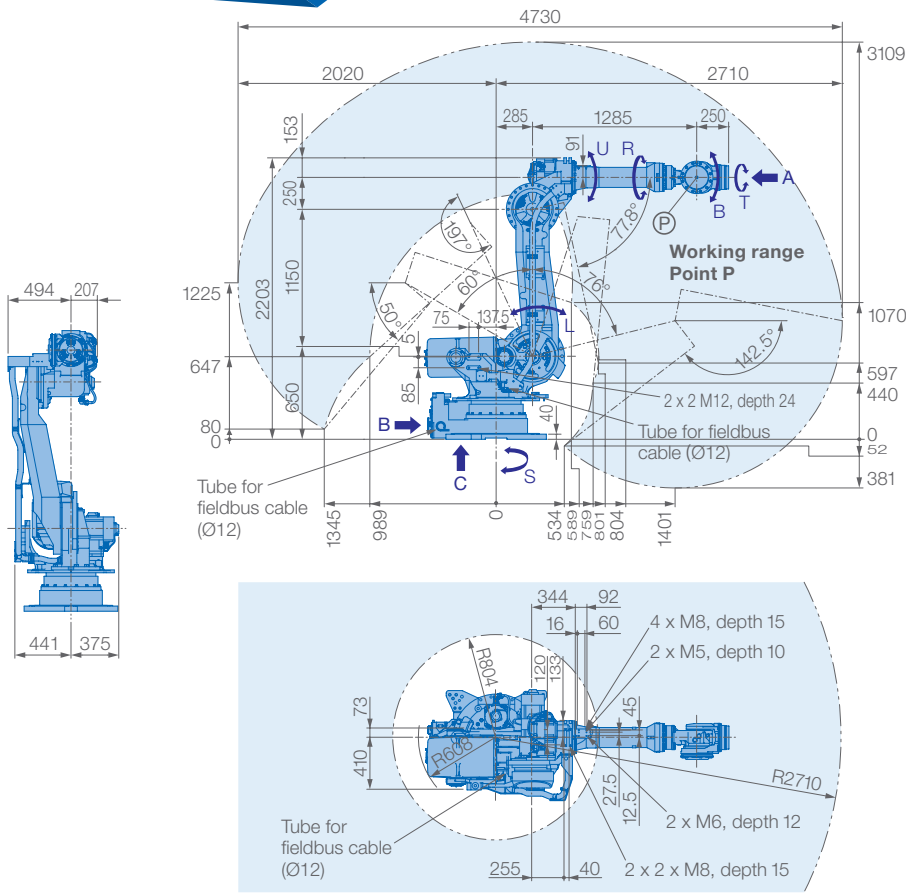 4730
3109
2020
2710
285
1285
250
153
91
U
R
A
B
T
P
250
77.8°
197°
Working range
Point P
494
207
1225
2203
1150
60°
76°
1070
50°
75
137.5
L
142.5°
647
15
597
85
440
650
2 x 2 M12, depth 24
40
80
B
Tube for fieldbus
cable (Ø12)
0
0
52
C
S
381
Tube for
fieldbus cable
(Ø12)
1345
989
0
534
589
759
801
804
1401
441
375
344
92
16
60
4 x M8, depth 15
2 x M5, depth 10
R804
120
133
73
45
R608
410
R2710
27.5
12.5
2 x M6, depth 12
Tube for
fieldbus cable
(Ø12)
255
40
2 x 2 x M8, depth 15